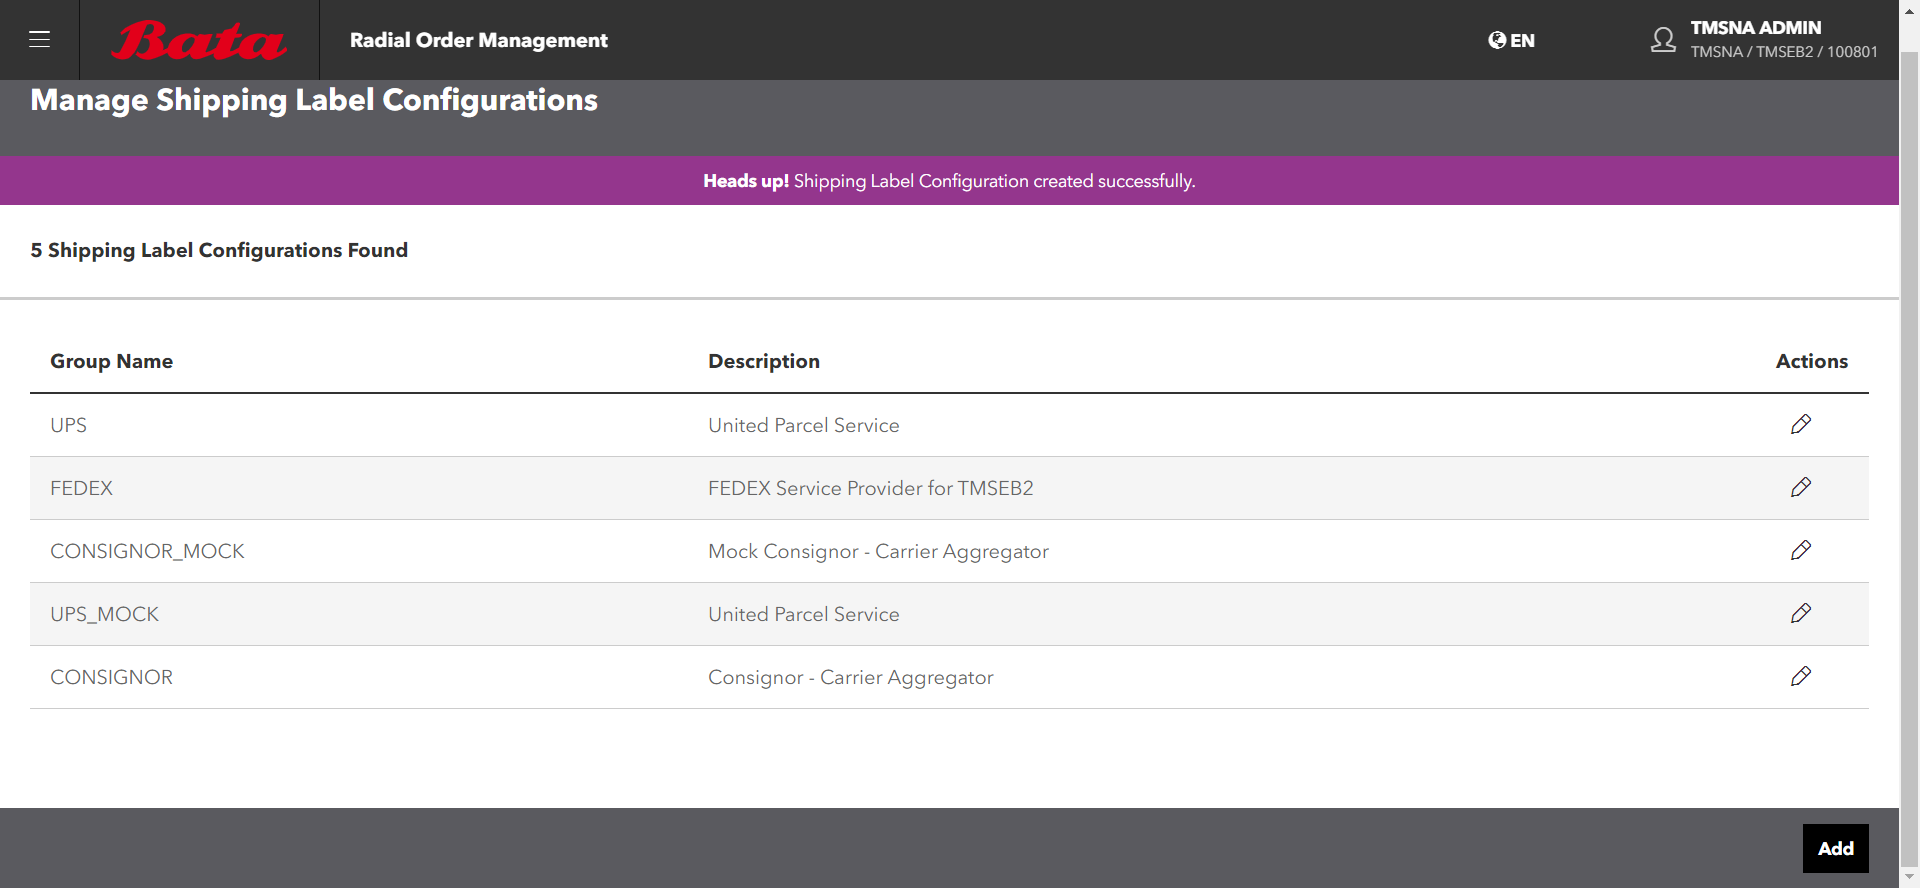 Bata
Radial Order Management
EN
TMSNA ADMIN
TMSNA / TMSEB2 / 100801
Manage Shipping Label Configurations
Heads up! Shipping Label Configuration created successfully.
5 Shipping Label Configurations Found
Group Name Description Actions
UPS United Parcel Service
FEDEX FEDEX Service Provider for TMSEB2
CONSIGNOR_MOCK Mock Consignor - Carrier Aggregator
UPS_MOCK United Parcel Service
CONSIGNOR Consignor - Carrier Aggregator
Add